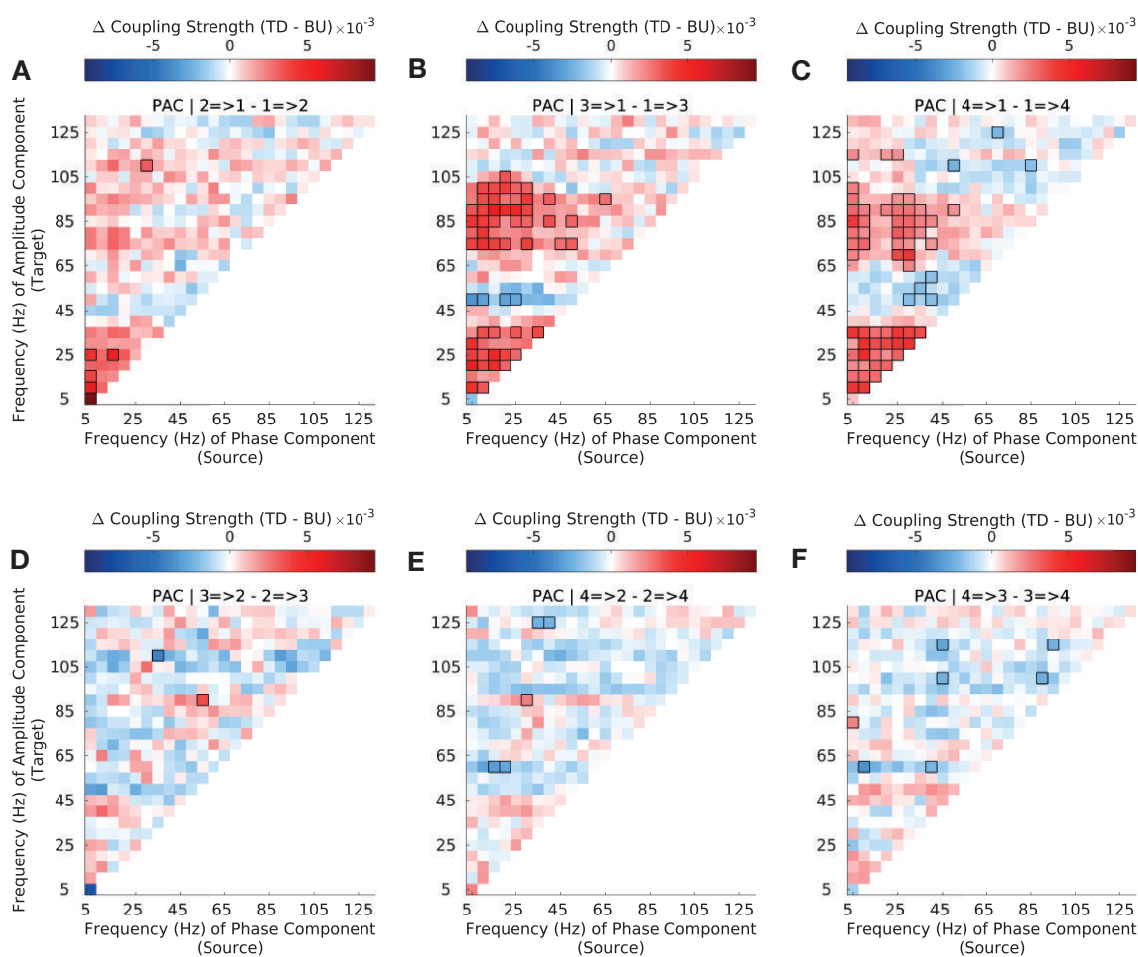 Δ Coupling Strength (TD - BU) ×10⁻³
-5 0 5
A
PAC | 2=>1 - 1=>2
Frequency (Hz) of Amplitude Component
(Target)
125
105
85
65
45
25
5
5 25 45 65 85 105 125
Frequency (Hz) of Phase Component
(Source)
Δ Coupling Strength (TD - BU) ×10⁻³
-5 0 5
B
PAC | 3=>1 - 1=>3
125
105
85
65
45
25
5
5 25 45 65 85 105 125
Frequency (Hz) of Phase Component
(Source)
Δ Coupling Strength (TD - BU) ×10⁻³
-5 0 5
C
PAC | 4=>1 - 1=>4
125
105
85
65
45
25
5
5 25 45 65 85 105 125
Frequency (Hz) of Phase Component
(Source)
Δ Coupling Strength (TD - BU) ×10⁻³
-5 0 5
D
PAC | 3=>2 - 2=>3
Frequency (Hz) of Amplitude Component
(Target)
125
105
85
65
45
25
5
5 25 45 65 85 105 125
Frequency (Hz) of Phase Component
(Source)
Δ Coupling Strength (TD - BU) ×10⁻³
-5 0 5
E
PAC | 4=>2 - 2=>4
125
105
85
65
45
25
5
5 25 45 65 85 105 125
Frequency (Hz) of Phase Component
(Source)
Δ Coupling Strength (TD - BU) ×10⁻³
-5 0 5
F
PAC | 4=>3 - 3=>4
125
105
85
65
45
25
5
5 25 45 65 85 105 125
Frequency (Hz) of Phase Component
(Source)